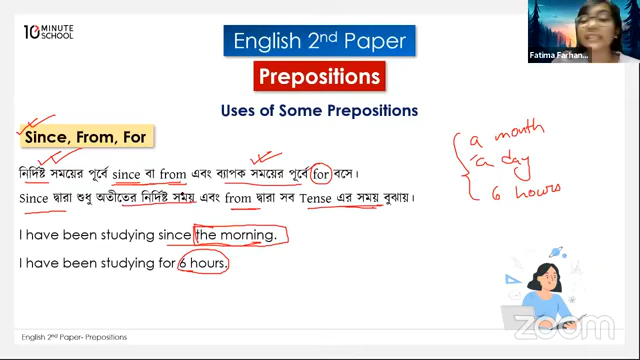 10 MINUTE SCHOOL
English 2nd Paper
Prepositions
Fatima Farhan...
Uses of Some Prepositions
Since, From, For
a month
a day
6 hours
নির্দিষ্ট সময়ের পূর্বে since বা from এবং ব্যাপক সময়ের পূর্বে for বসে।
Since দ্বারা শুধু অতীতের নির্দিষ্ট সময় এবং from দ্বারা সব Tense এর সময় বুঝায়।
I have been studying since the morning.
I have been studying for 6 hours.
English 2nd Paper- Prepositions
zoom